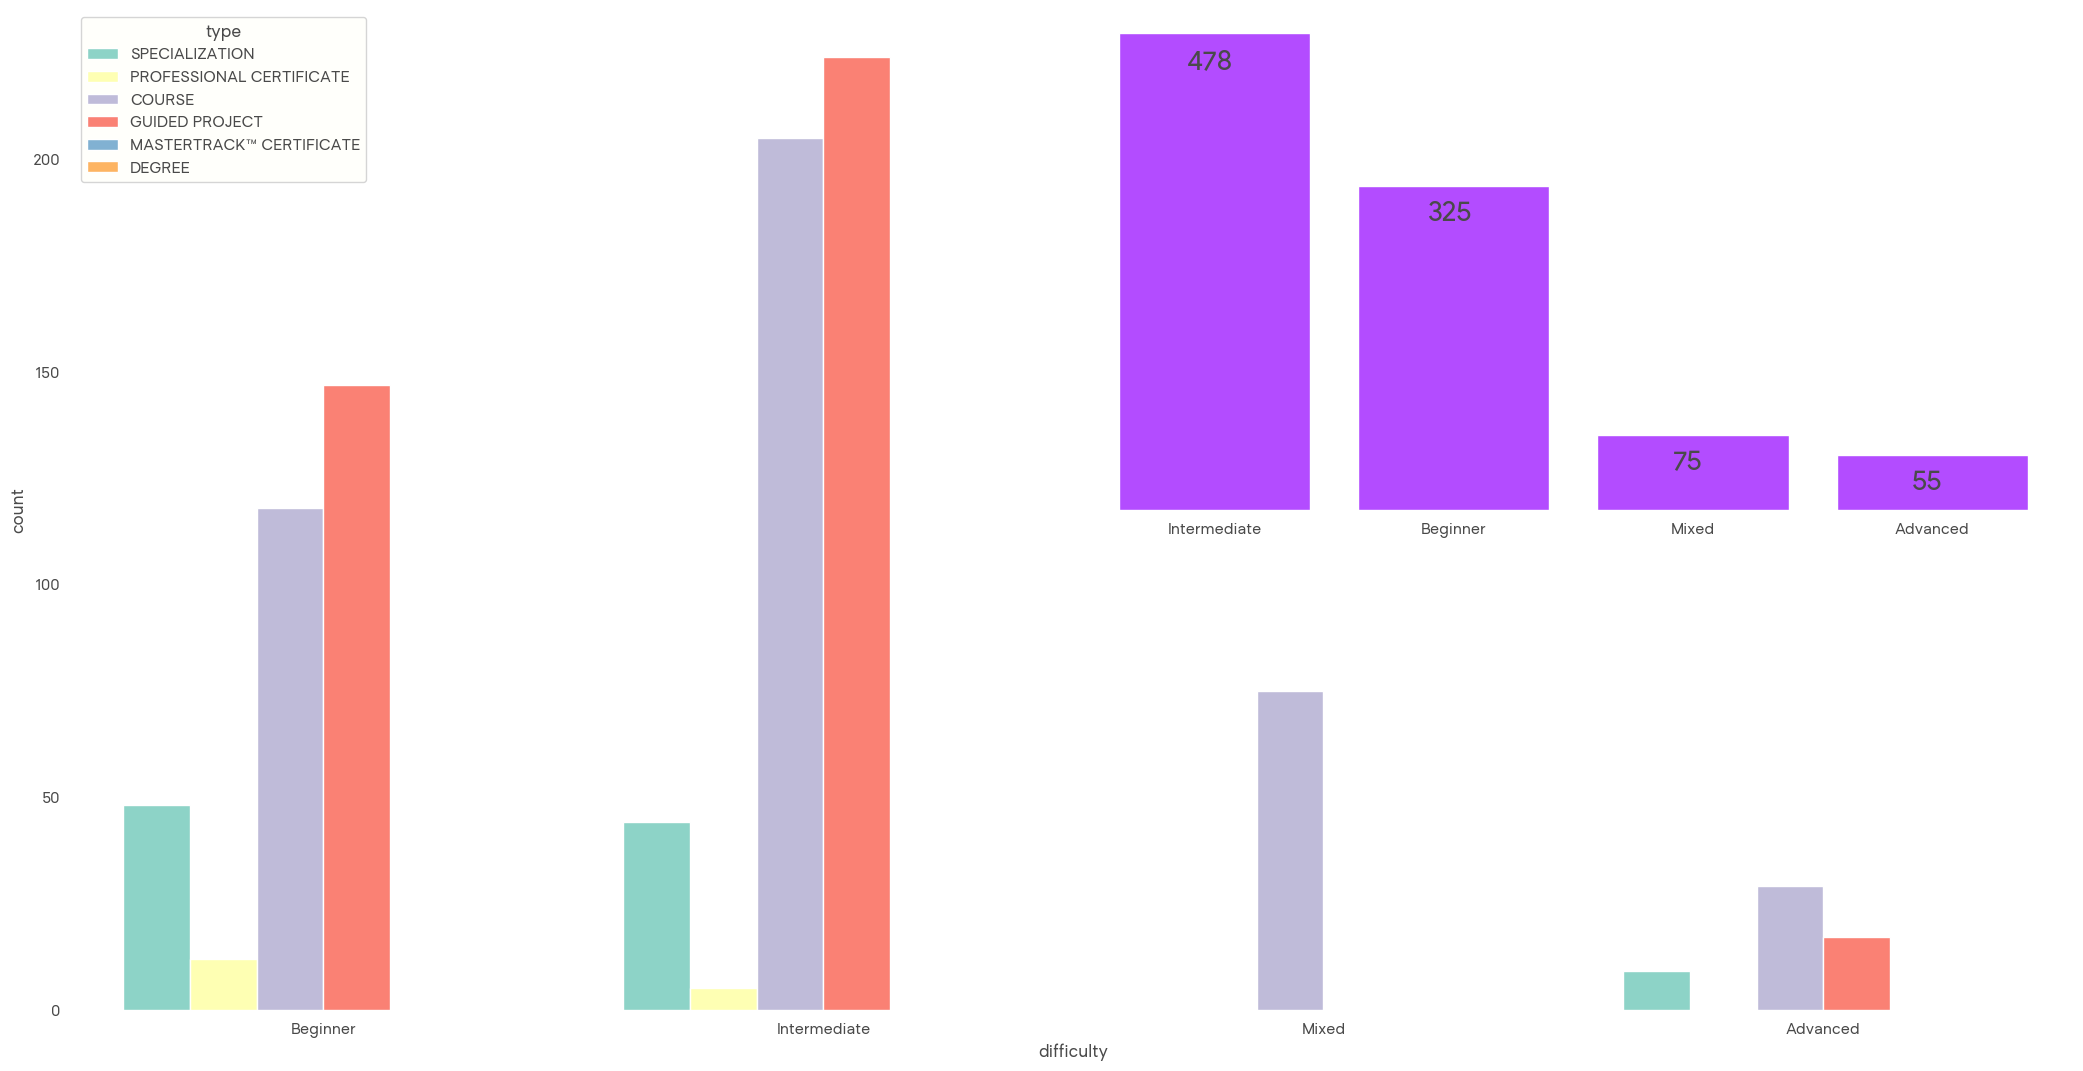 type
SPECIALIZATION
PROFESSIONAL CERTIFICATE
COURSE
GUIDED PROJECT
MASTERTRACK™ CERTIFICATE
DEGREE
200
150
100
50
0
count
Beginner
Intermediate
Mixed
Advanced
difficulty
478
325
75
55
Intermediate
Beginner
Mixed
Advanced